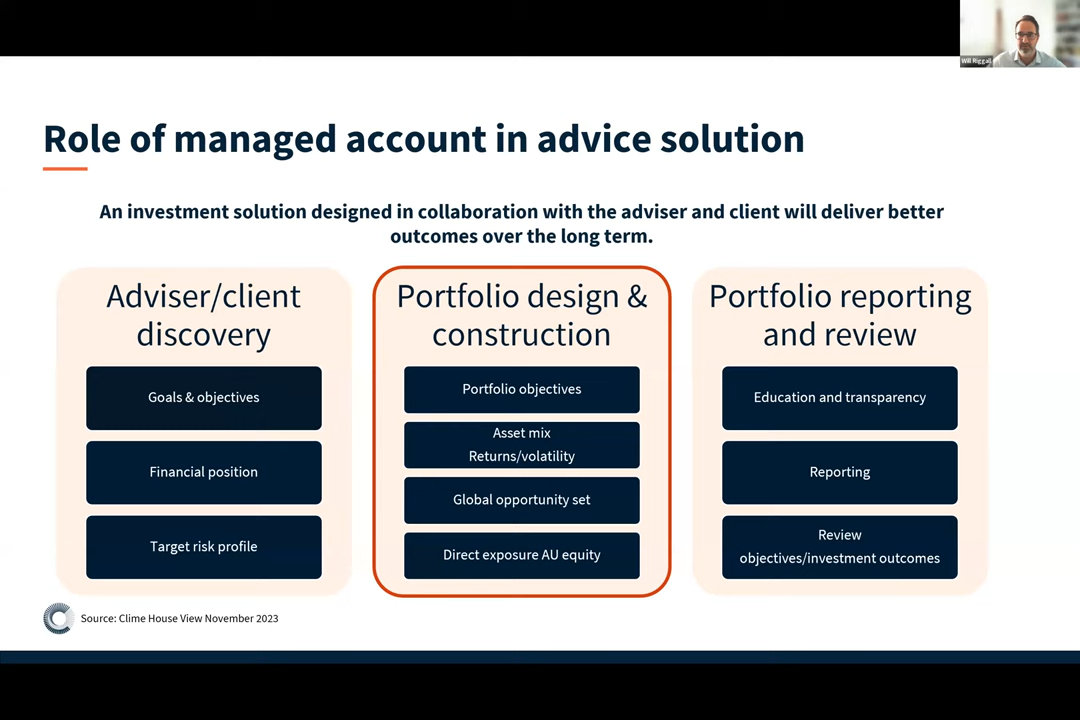 Will Riggall
Role of managed account in advice solution
An investment solution designed in collaboration with the adviser and client will deliver better
outcomes over the long term.
Adviser/client
discovery
Goals & objectives
Financial position
Target risk profile
Portfolio design &
construction
Portfolio objectives
Asset mix
Returns/volatility
Global opportunity set
Direct exposure AU equity
Portfolio reporting
and review
Education and transparency
Reporting
Review
objectives/investment outcomes
Source: Clime House View November 2023